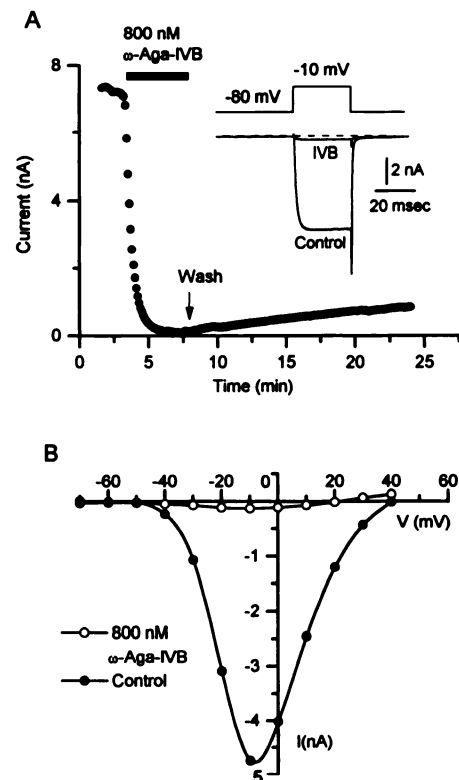 A
800 nM
ω-Aga-IVB
8
4
0
Current (nA)
-10 mV
-80 mV
IVB
2 nA
20 msec
Control
Wash
0 5 10 15 20 25
Time (min)
B
-60 -40 -20 0 20 40 60
V (mV)
-1
-2
-3
-4
5
I(nA)
800 nM
ω-Aga-IVB
Control